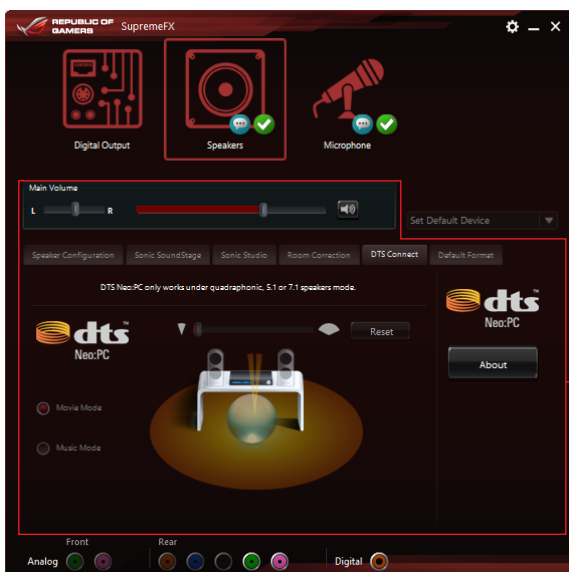 REPUBLIC OF
GAMERS
SupremeFX
Digital Output
Speakers
Microphone
Main Volume
L R
Set Default Device
Speaker Configuration Sonic SoundStage Sonic Studio Room Correction DTS Connect Default Format
DTS Neo:PC only works under quadraphonic, 5.1 or 7.1 speakers mode.
dts™
Neo:PC
Reset
dts™
Neo:PC
About
Movie Mode
Music Mode
Front Rear
Analog Digital